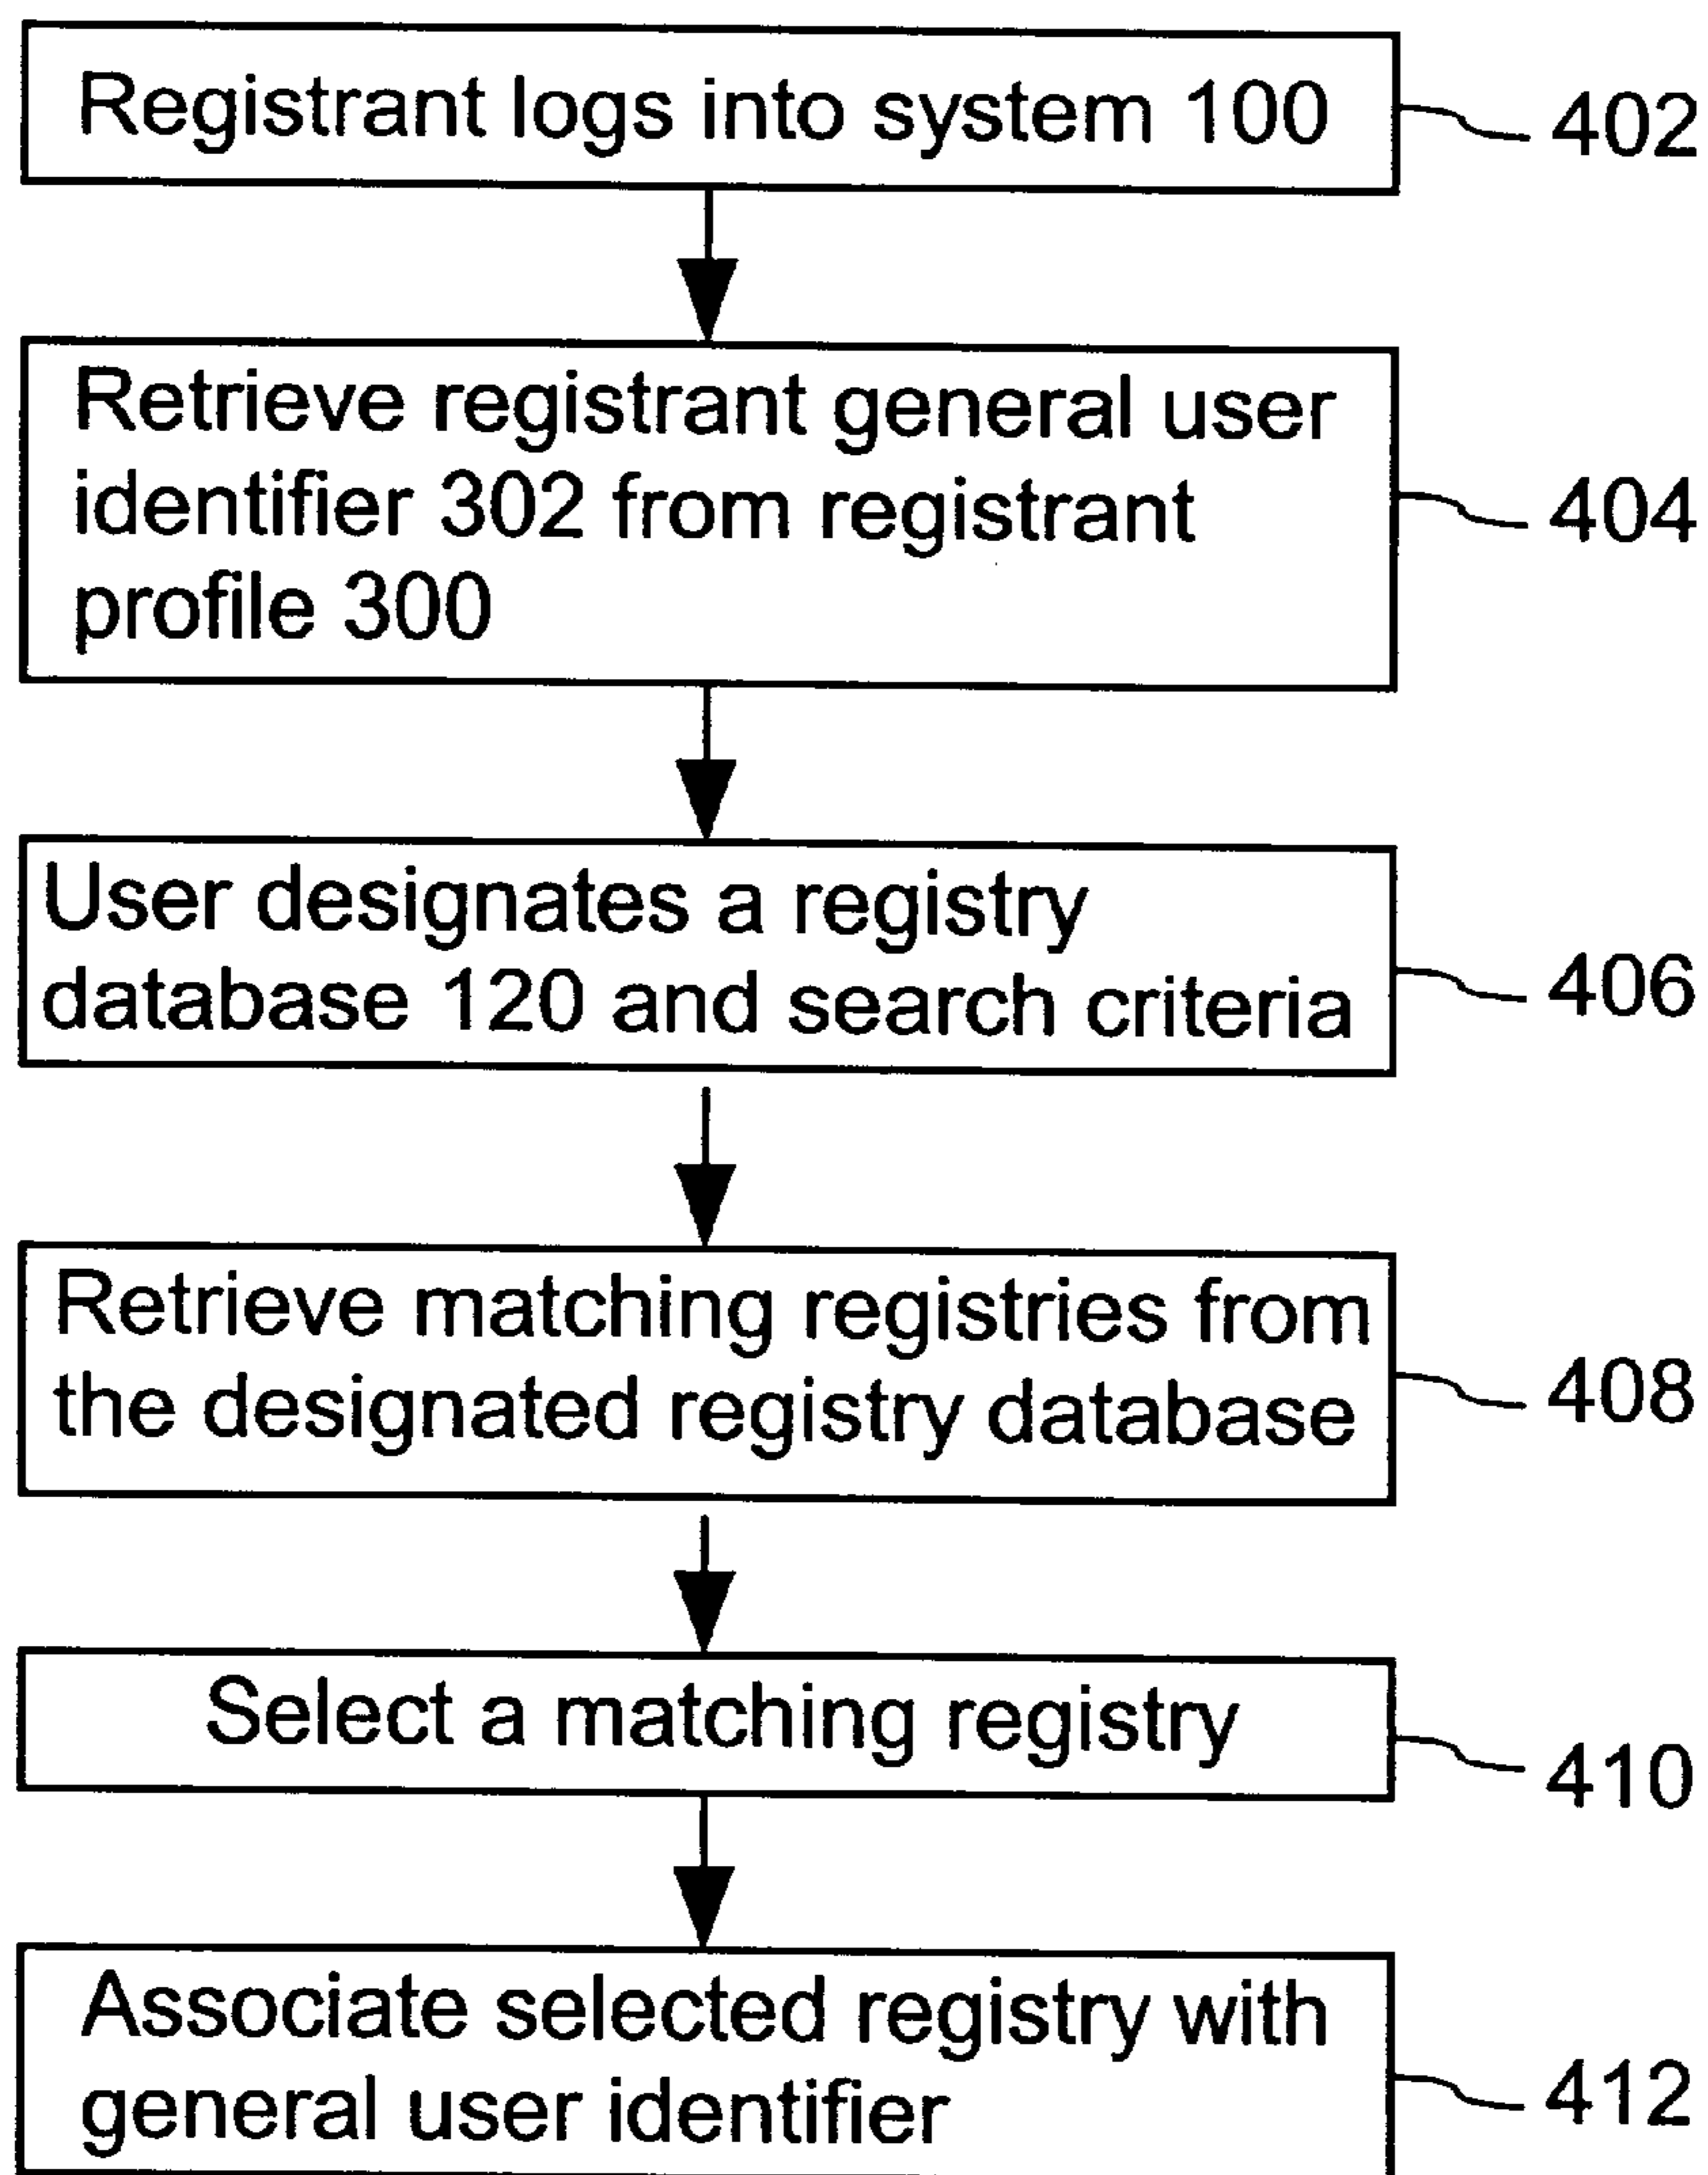 Registrant logs into system 100
402
Retrieve registrant general user
identifier 302 from registrant
profile 300
404
User designates a registry
database 120 and search criteria
406
Retrieve matching registries from
the designated registry database
408
Select a matching registry
410
Associate selected registry with
general user identifier
412